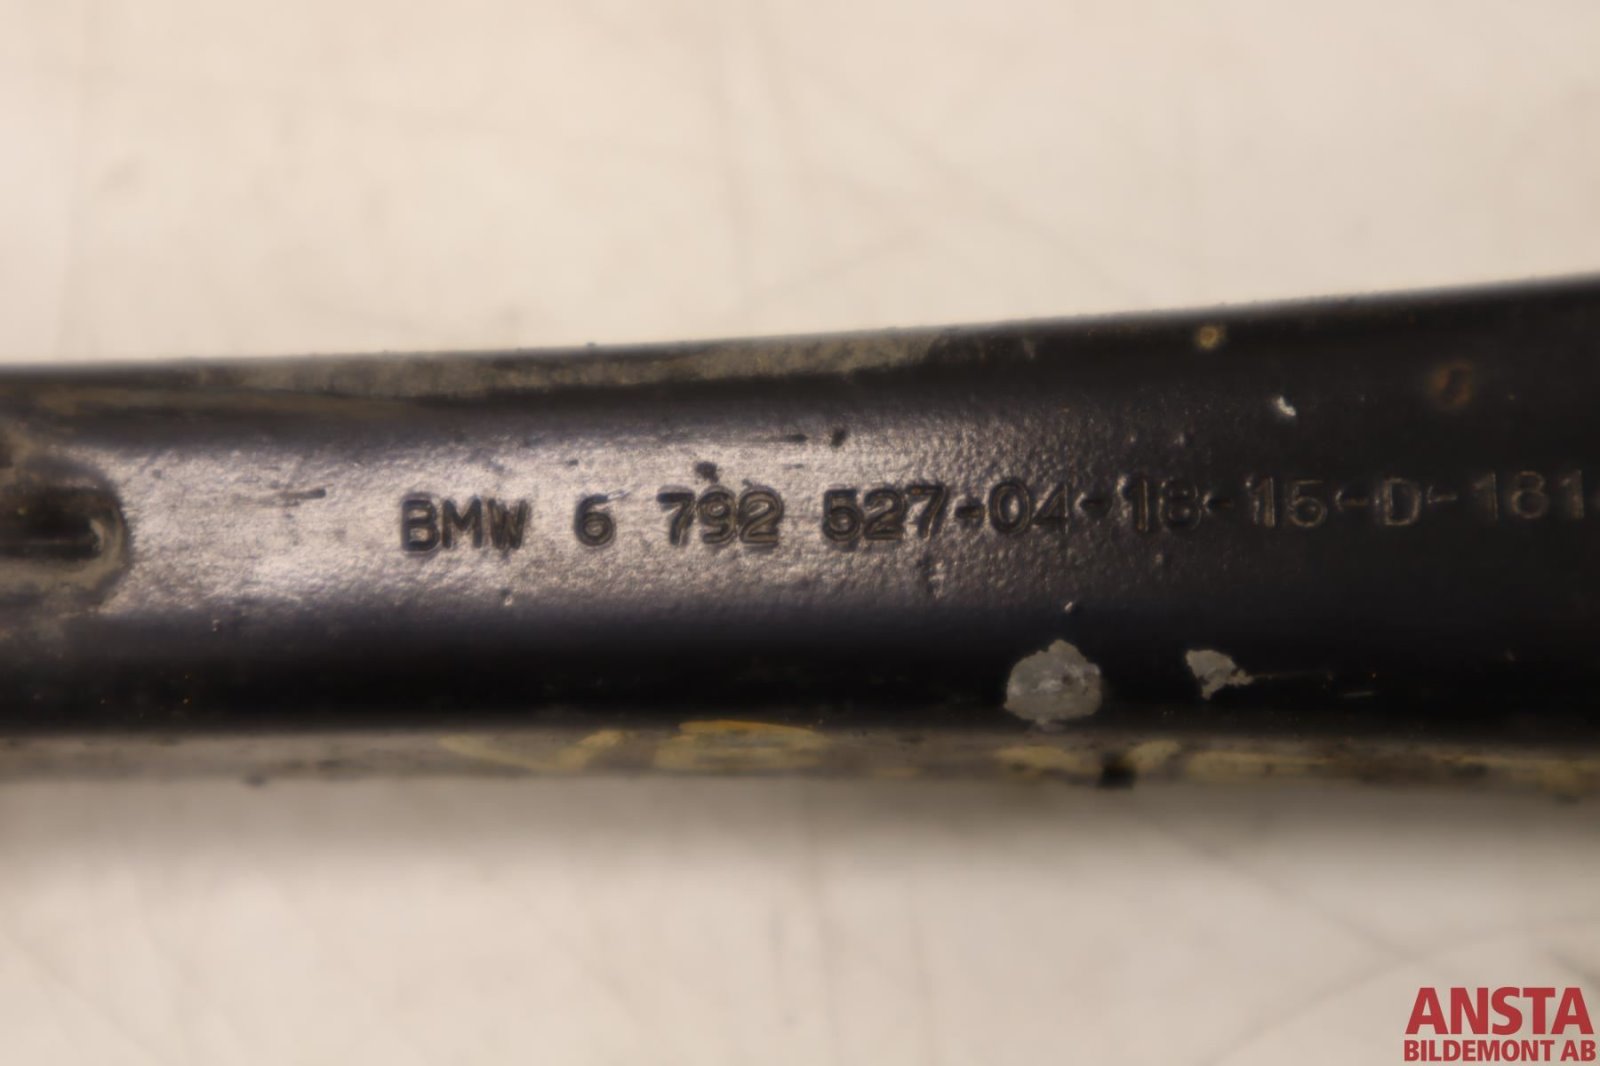 BMW 6 792 527-04-18-15-D-181-
ANSTA
BILDEMONT AB